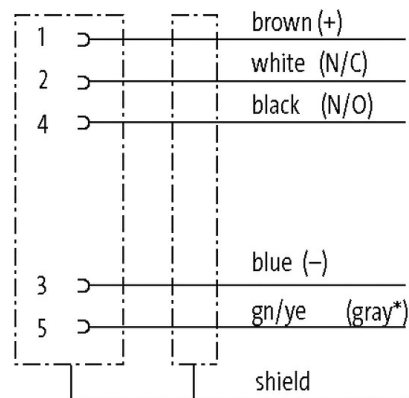 1 brown (+)
2 white (N/C)
4 black (N/O)
3 blue (–)
5 gn/ye (gray*)
shield